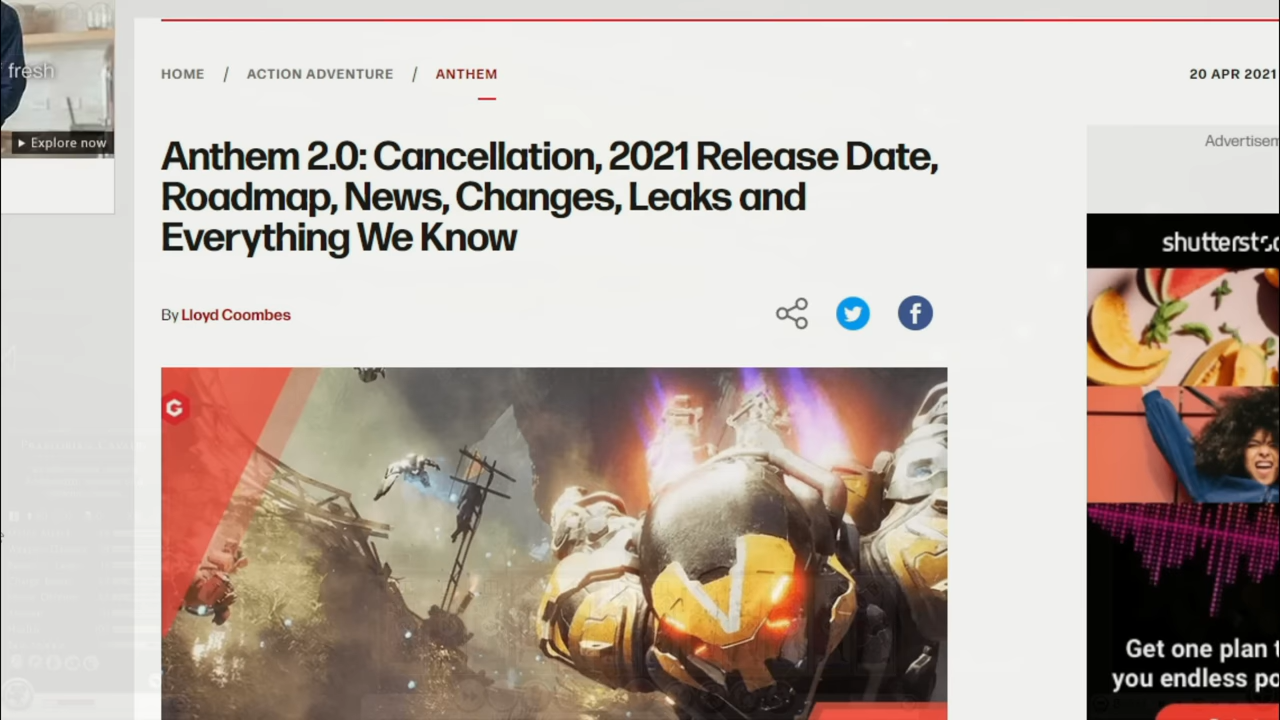 fresh
Explore now
HOME / ACTION ADVENTURE / ANTHEM
20 APR 2021
Anthem 2.0: Cancellation, 2021 Release Date,
Roadmap, News, Changes, Leaks and
Everything We Know
By Lloyd Coombes
G
Advertisem
shutterst
Get one plan
you endless po